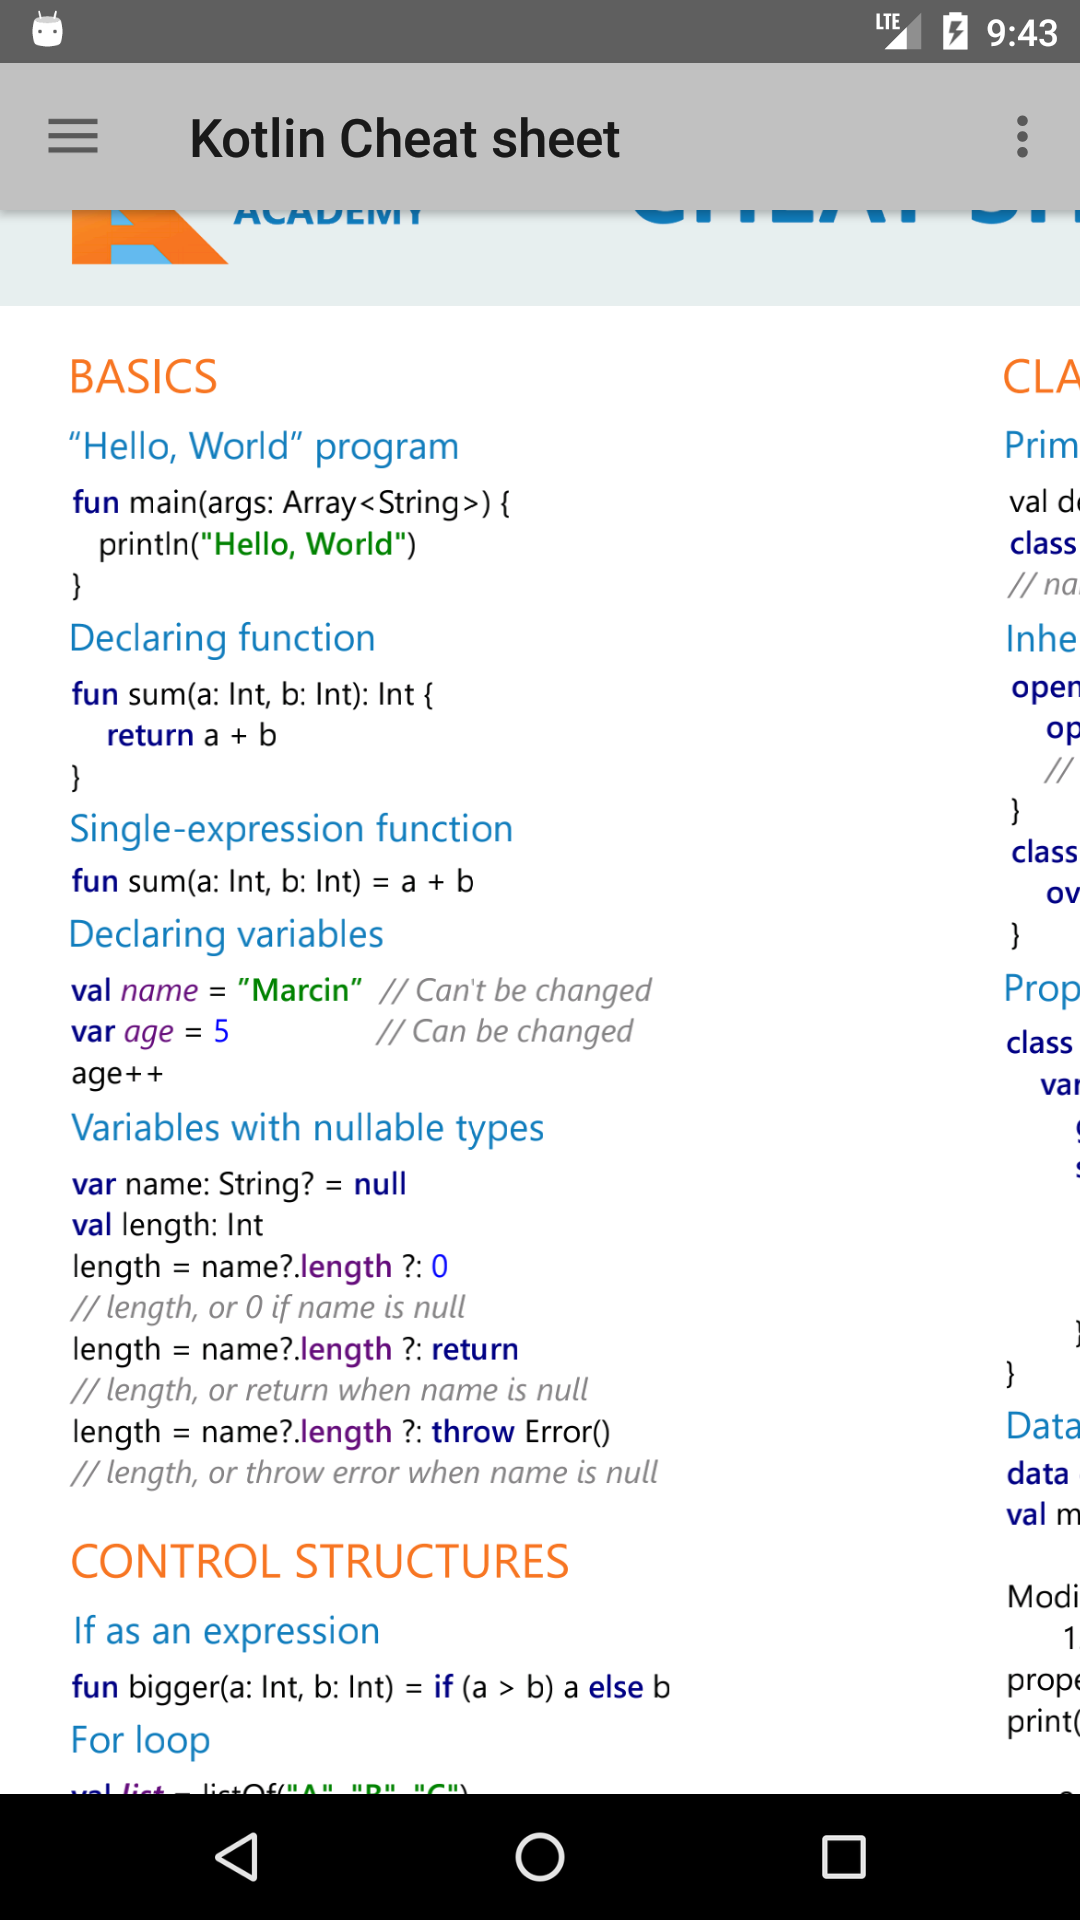 LTE 9:43
Kotlin Cheat sheet
ACADEMY
BASICS
“Hello, World” program
fun main(args: Array<String>) {
println("Hello, World")
}
Declaring function
fun sum(a: Int, b: Int): Int {
return a + b
}
Single-expression function
fun sum(a: Int, b: Int) = a + b
Declaring variables
val name = ”Marcin” // Can't be changed
var age = 5 // Can be changed
age++
Variables with nullable types
var name: String? = null
val length: Int
length = name?.length ?: 0
// length, or 0 if name is null
length = name?.length ?: return
// length, or return when name is null
length = name?.length ?: throw Error()
// length, or throw error when name is null
CONTROL STRUCTURES
If as an expression
fun bigger(a: Int, b: Int) = if (a > b) a else b
For loop
val list = listOf("A", "B", "C")
CLA
Prim
val de
class
// na
Inhe
open
op
//
}
class
ov
}
Prop
class
var
}
}
Data
data
val m
Modi
1
prope
print(